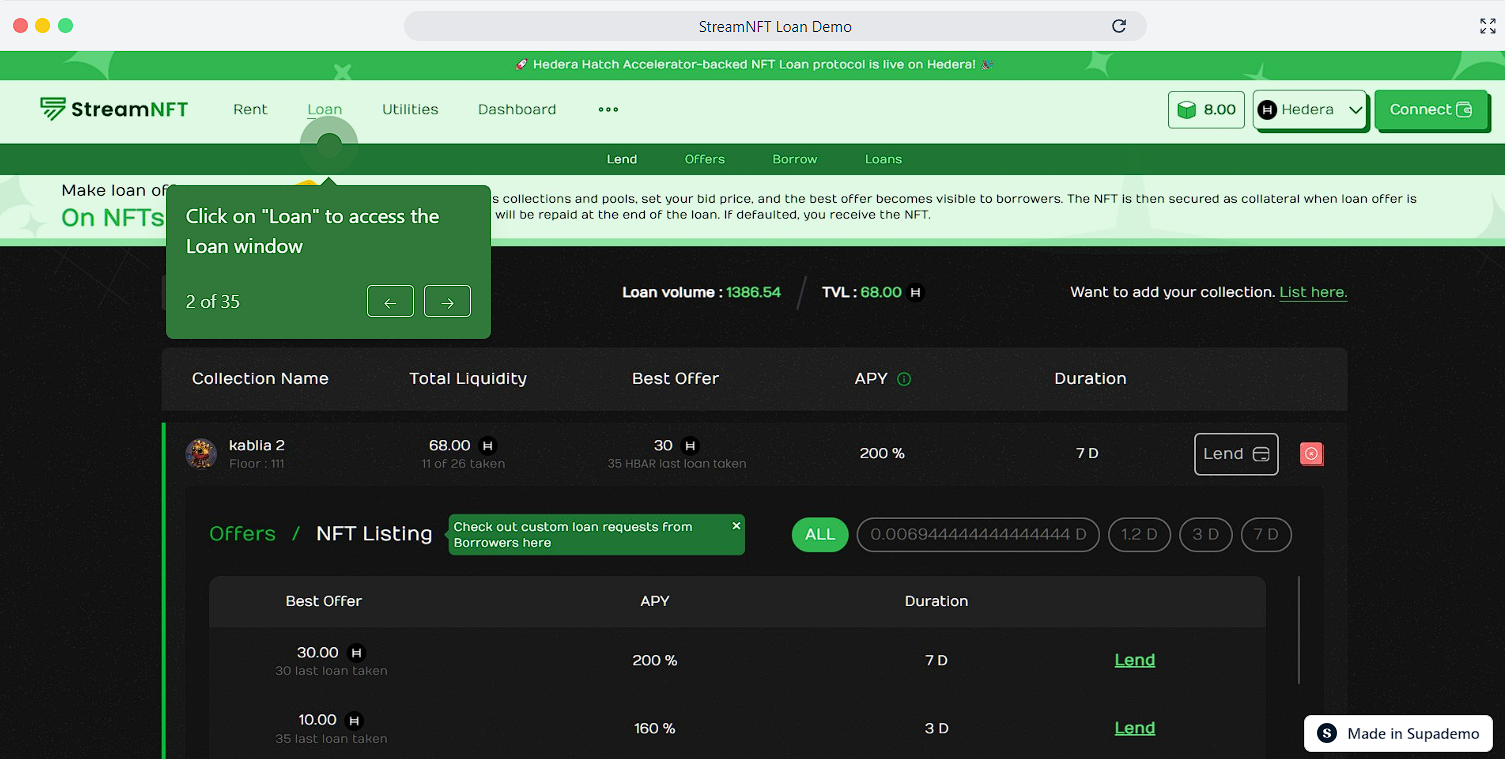 StreamNFT Loan Demo
🚀 Hedera Hatch Accelerator-backed NFT Loan protocol is live on Hedera! 🎉
StreamNFT Rent Loan Utilities Dashboard ••• 8.00 Hedera Connect
Lend Offers Borrow Loans
Make loan of
On NFTs
s collections and pools, set your bid price, and the best offer becomes visible to borrowers. The NFT is then secured as collateral when loan offer is
will be repaid at the end of the loan. If defaulted, you receive the NFT.
Click on "Loan" to access the
Loan window
2 of 35 ← →
Loan volume : 1386.54 / TVL : 68.00 H Want to add your collection. List here.
Collection Name Total Liquidity Best Offer APY Duration
kablia 2 68.00 H 30 H 200 % 7 D Lend
Floor : 111 11 of 26 taken 35 HBAR last loan taken
Offers / NFT Listing
Check out custom loan requests from
Borrowers here
ALL 0.006944444444444444 D 1.2 D 3 D 7 D
Best Offer APY Duration
30.00 H 200 % 7 D Lend
30 last loan taken
10.00 H 160 % 3 D Lend
35 last loan taken
S Made in Supademo